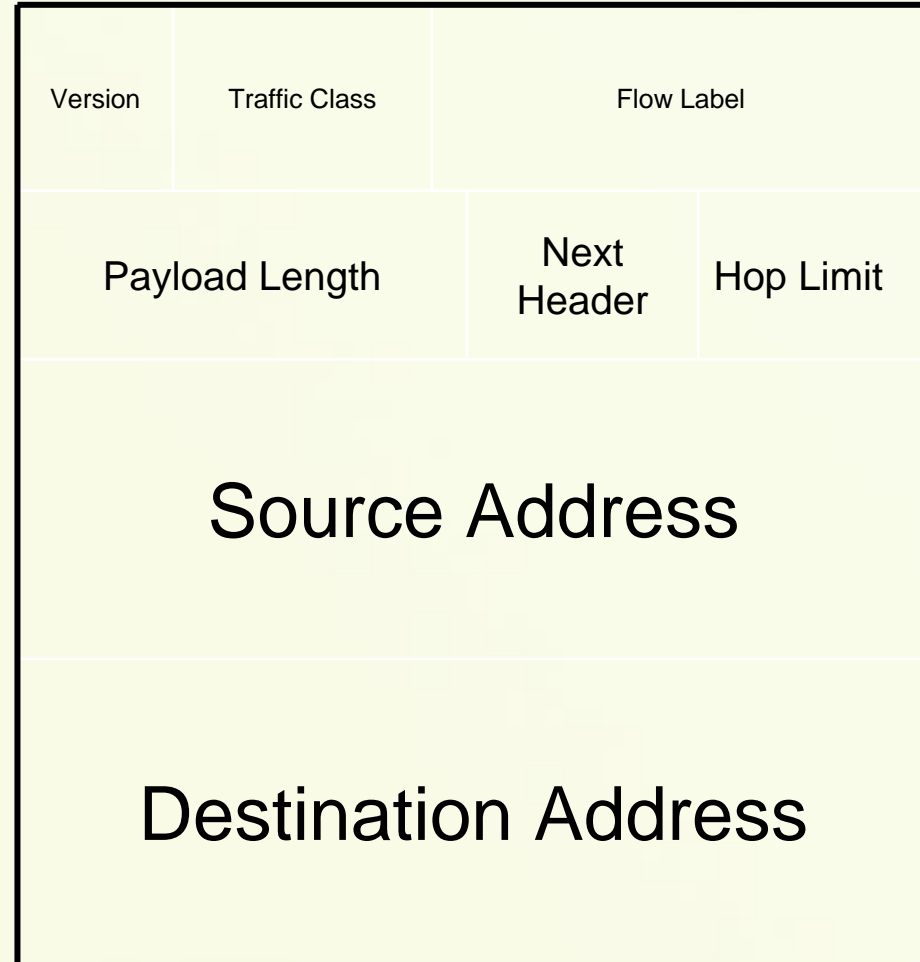 Version
Traffic Class
Flow Label
Payload Length
Next
Header
Hop Limit
Source Address
Destination Address